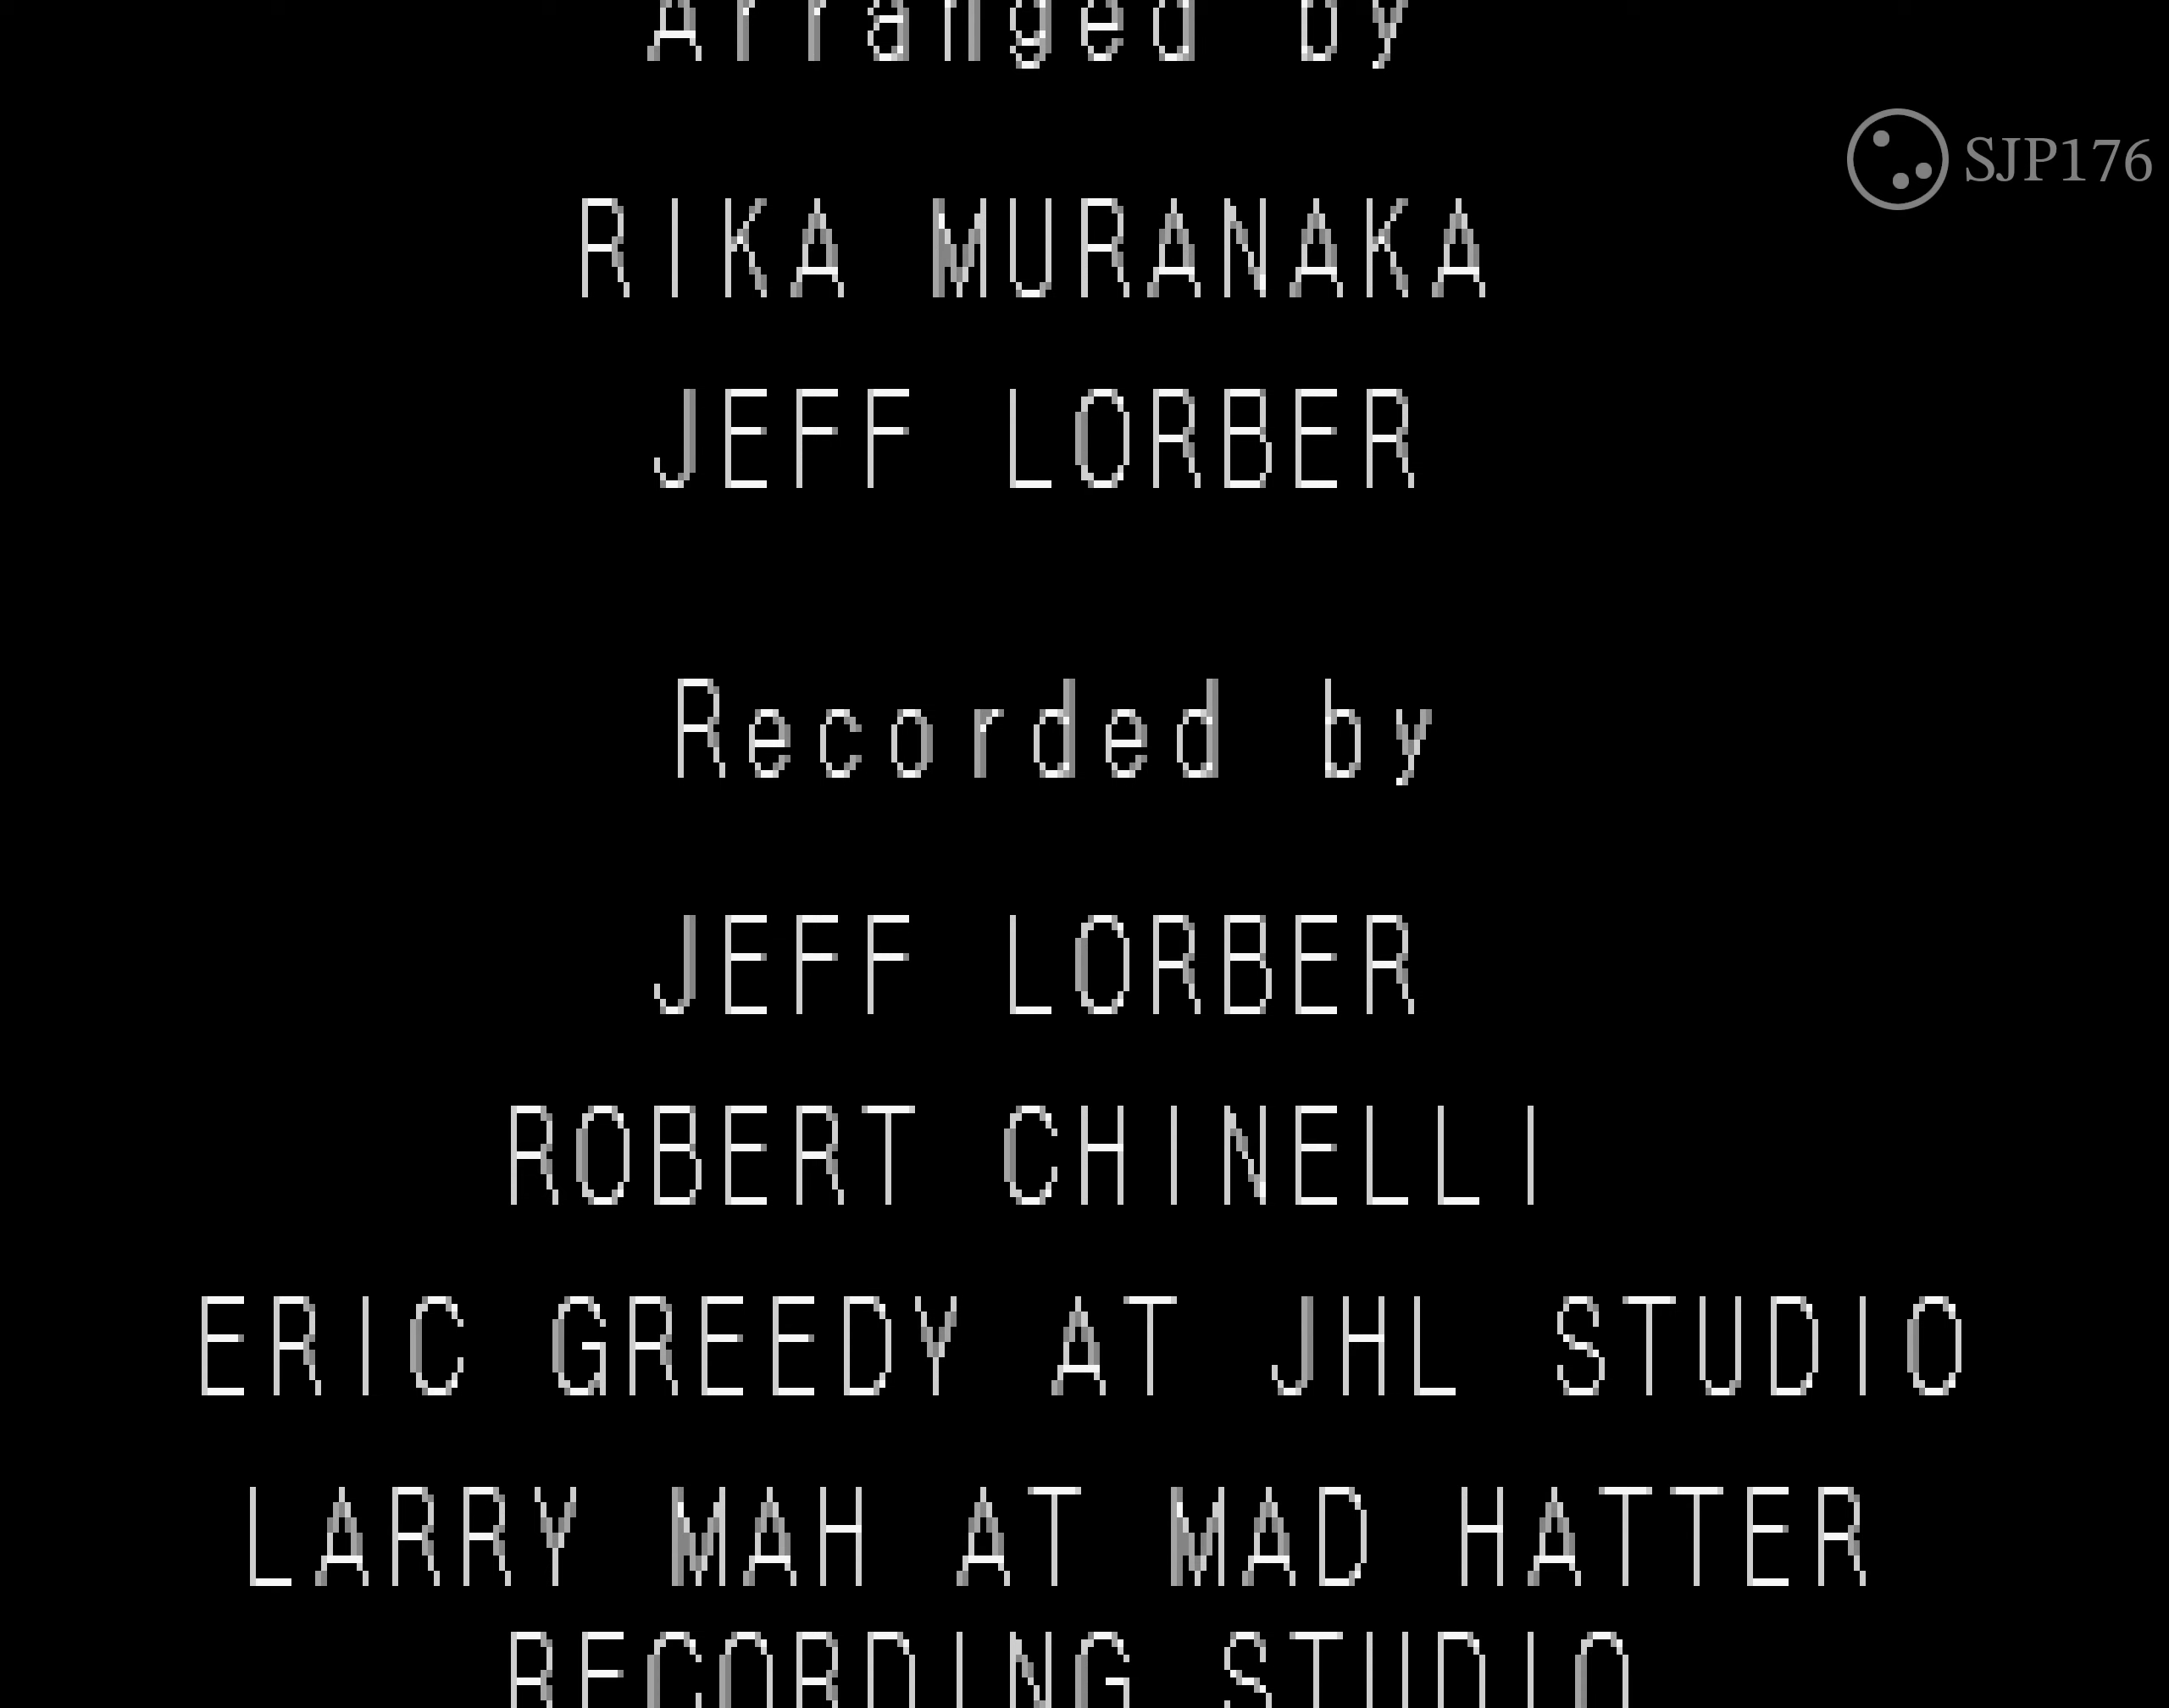 Arranged by
SJP176
RIKA MURANAKA
JEFF LORBER
Recorded by
JEFF LORBER
ROBERT CHINELLI
ERIC GREEDY AT JHL STUDIO
LARRY MAH AT MAD HATTER
RECORDING STUDIO